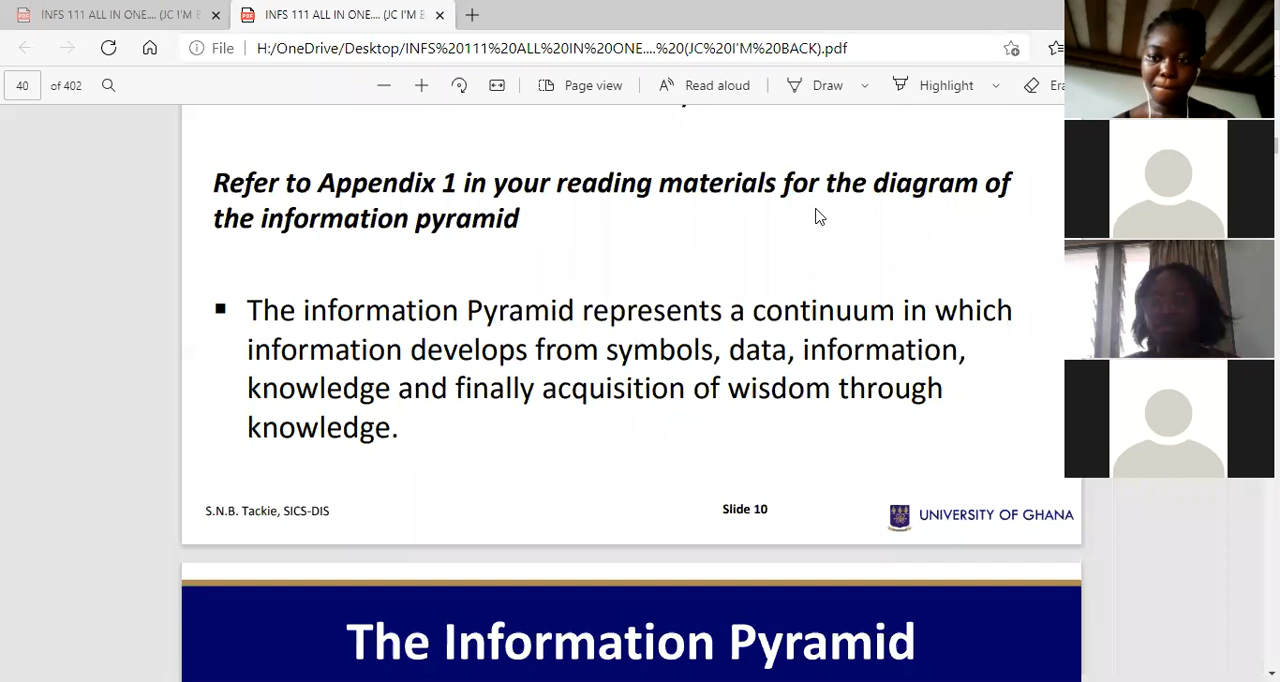 INFS 111 ALL IN ONE.... (JC I'M B
INFS 111 ALL IN ONE.... (JC I'M B
File
H:/OneDrive/Desktop/INFS%20111%20ALL%20IN%20ONE....%20(JC%20I'M%20BACK).pdf
40 of 402
Page view
Read aloud
Draw
Highlight
Era
Refer to Appendix 1 in your reading materials for the diagram of
the information pyramid
▪ The information Pyramid represents a continuum in which
information develops from symbols, data, information,
knowledge and finally acquisition of wisdom through
knowledge.
S.N.B. Tackie, SICS-DIS
Slide 10
UNIVERSITY OF GHANA
The Information Pyramid